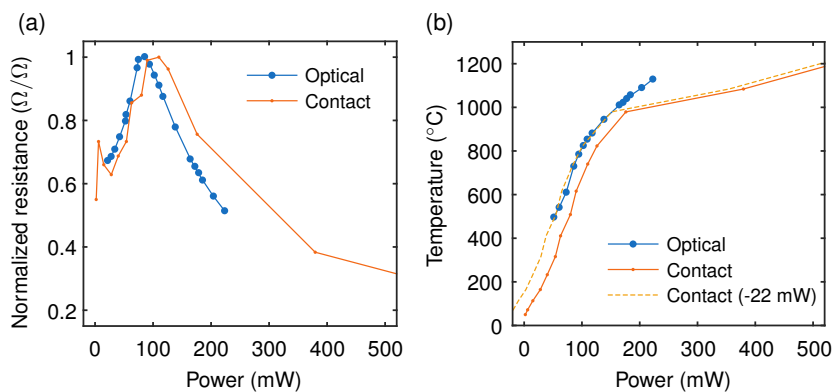 (a)
Normalized resistance (Ω/Ω)
1
0.8
0.6
0.4
0.2
0 100 200 300 400 500
Power (mW)
Optical
Contact
(b)
Temperature (°C)
1200
1000
800
600
400
200
0
0 100 200 300 400 500
Power (mW)
Optical
Contact
Contact (-22 mW)